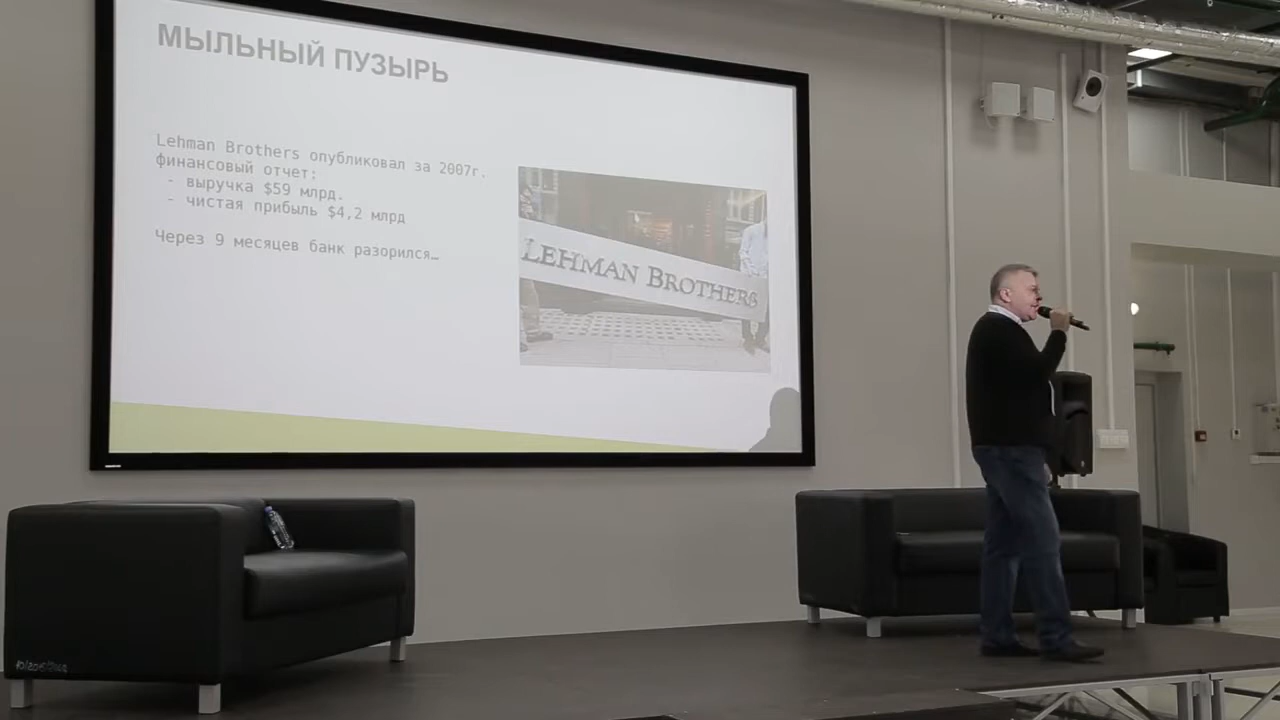 МЫЛЬНЫЙ ПУЗЫРЬ
Lehman Brothers опубликовал за 2007г.
финансовый отчет:
- выручка $59 млрд.
- чистая прибыль $4,2 млрд
Через 9 месяцев банк разорился…
LEHMAN BROTHERS